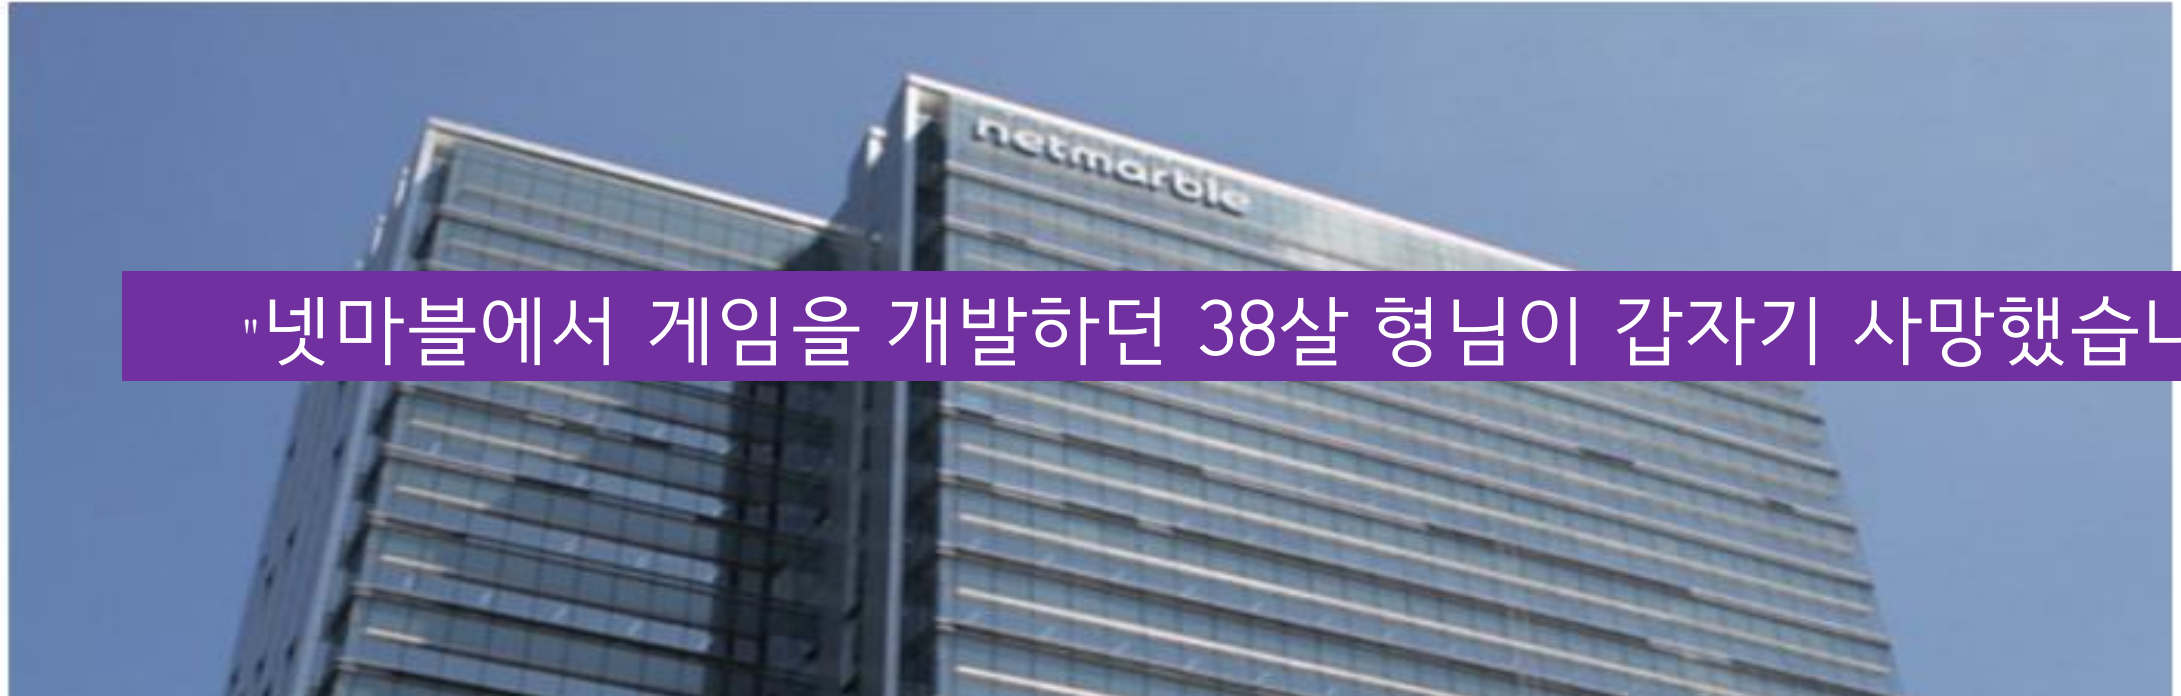 netmarble
"넷마블에서 게임을 개발하던 38살 형님이 갑자기 사망했습